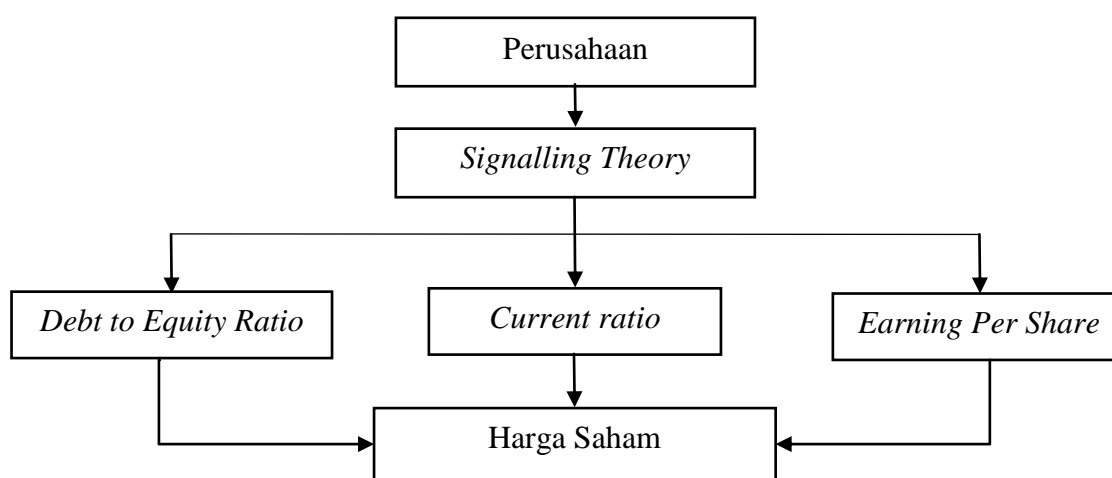 Perusahaan
Signalling Theory
Debt to Equity Ratio
Current ratio
Earning Per Share
Harga Saham